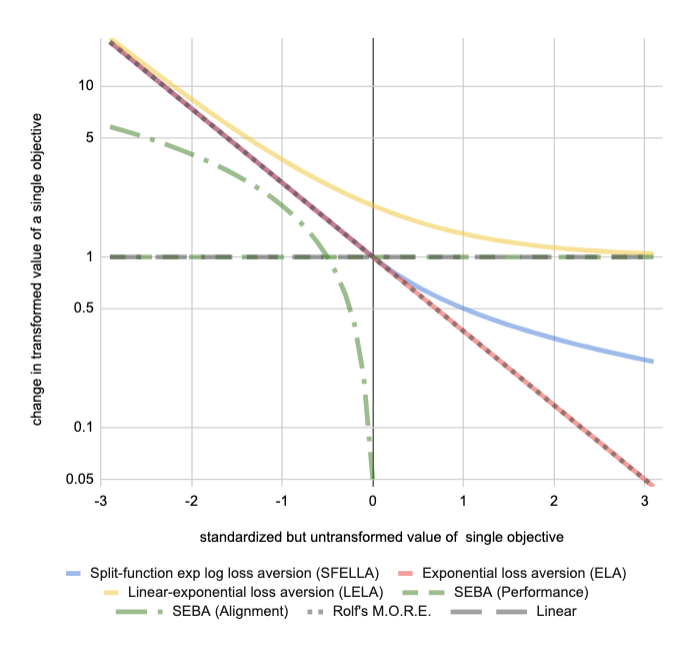 change in transformed value of a single objective
10
5
1
0.5
0.1
0.05
-3 -2 -1 0 1 2 3
standardized but untransformed value of  single objective
Split-function exp log loss aversion (SFELLA) Exponential loss aversion (ELA)
Linear-exponential loss aversion (LELA) SEBA (Performance)
SEBA (Alignment) Rolf's M.O.R.E. Linear